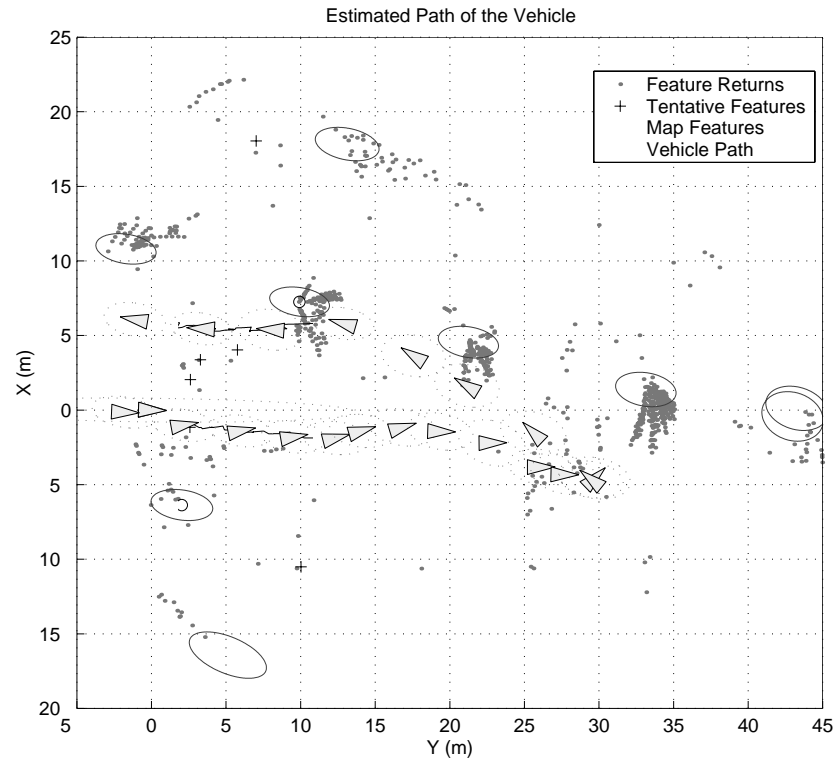 Estimated Path of the Vehicle
25
20
15
10
5
0
5
10
15
20
X (m)
Feature Returns
Tentative Features
Map Features
Vehicle Path
5 0 5 10 15 20 25 30 35 40 45
Y (m)